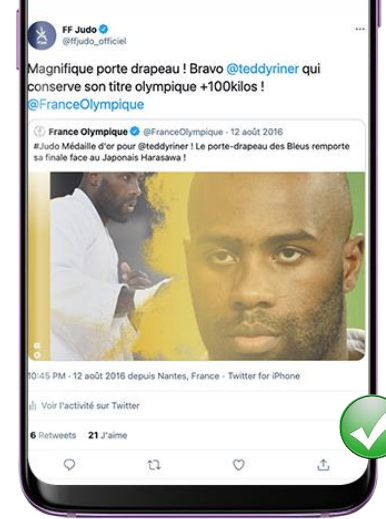 FF Judo
@ffjudo_officiel
Magnifique porte drapeau ! Bravo @teddyriner qui
conserve son titre olympique +100kilos !
@FranceOlympique
France Olympique @FranceOlympique · 12 août 2016
#Judo Médaille d'or pour @teddyriner ! Le porte-drapeau des Bleus remporte
sa finale face au Japonais Harasawa !
10:45 PM · 12 août 2016 depuis Nantes, France · Twitter for iPhone
Voir l'activité sur Twitter
6 Retweets 21 J'aime